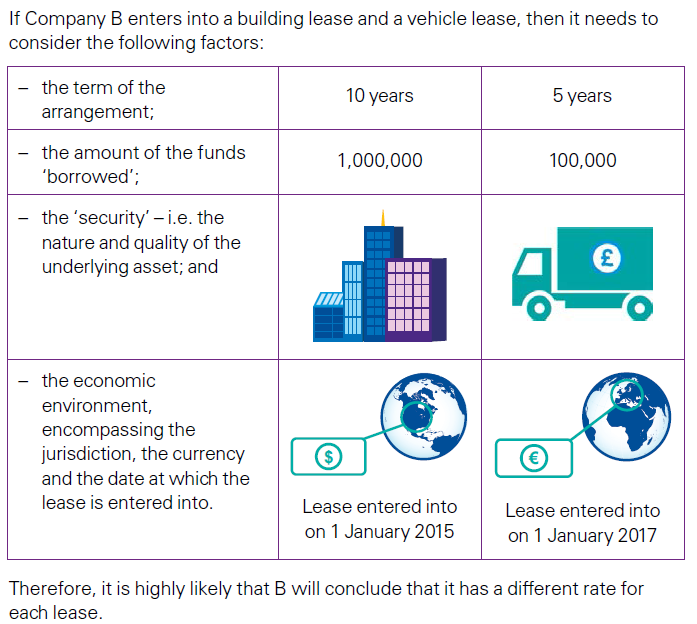 If Company B enters into a building lease and a vehicle lease, then it needs to
consider the following factors:
– the term of the
arrangement;
10 years
5 years
– the amount of the funds
‘borrowed’;
1,000,000
100,000
– the ‘security’ – i.e. the
nature and quality of the
underlying asset; and
£
– the economic
environment,
encompassing the
jurisdiction, the currency
and the date at which the
lease is entered into.
$
Lease entered into
on 1 January 2015
€
Lease entered into
on 1 January 2017
Therefore, it is highly likely that B will conclude that it has a different rate for
each lease.